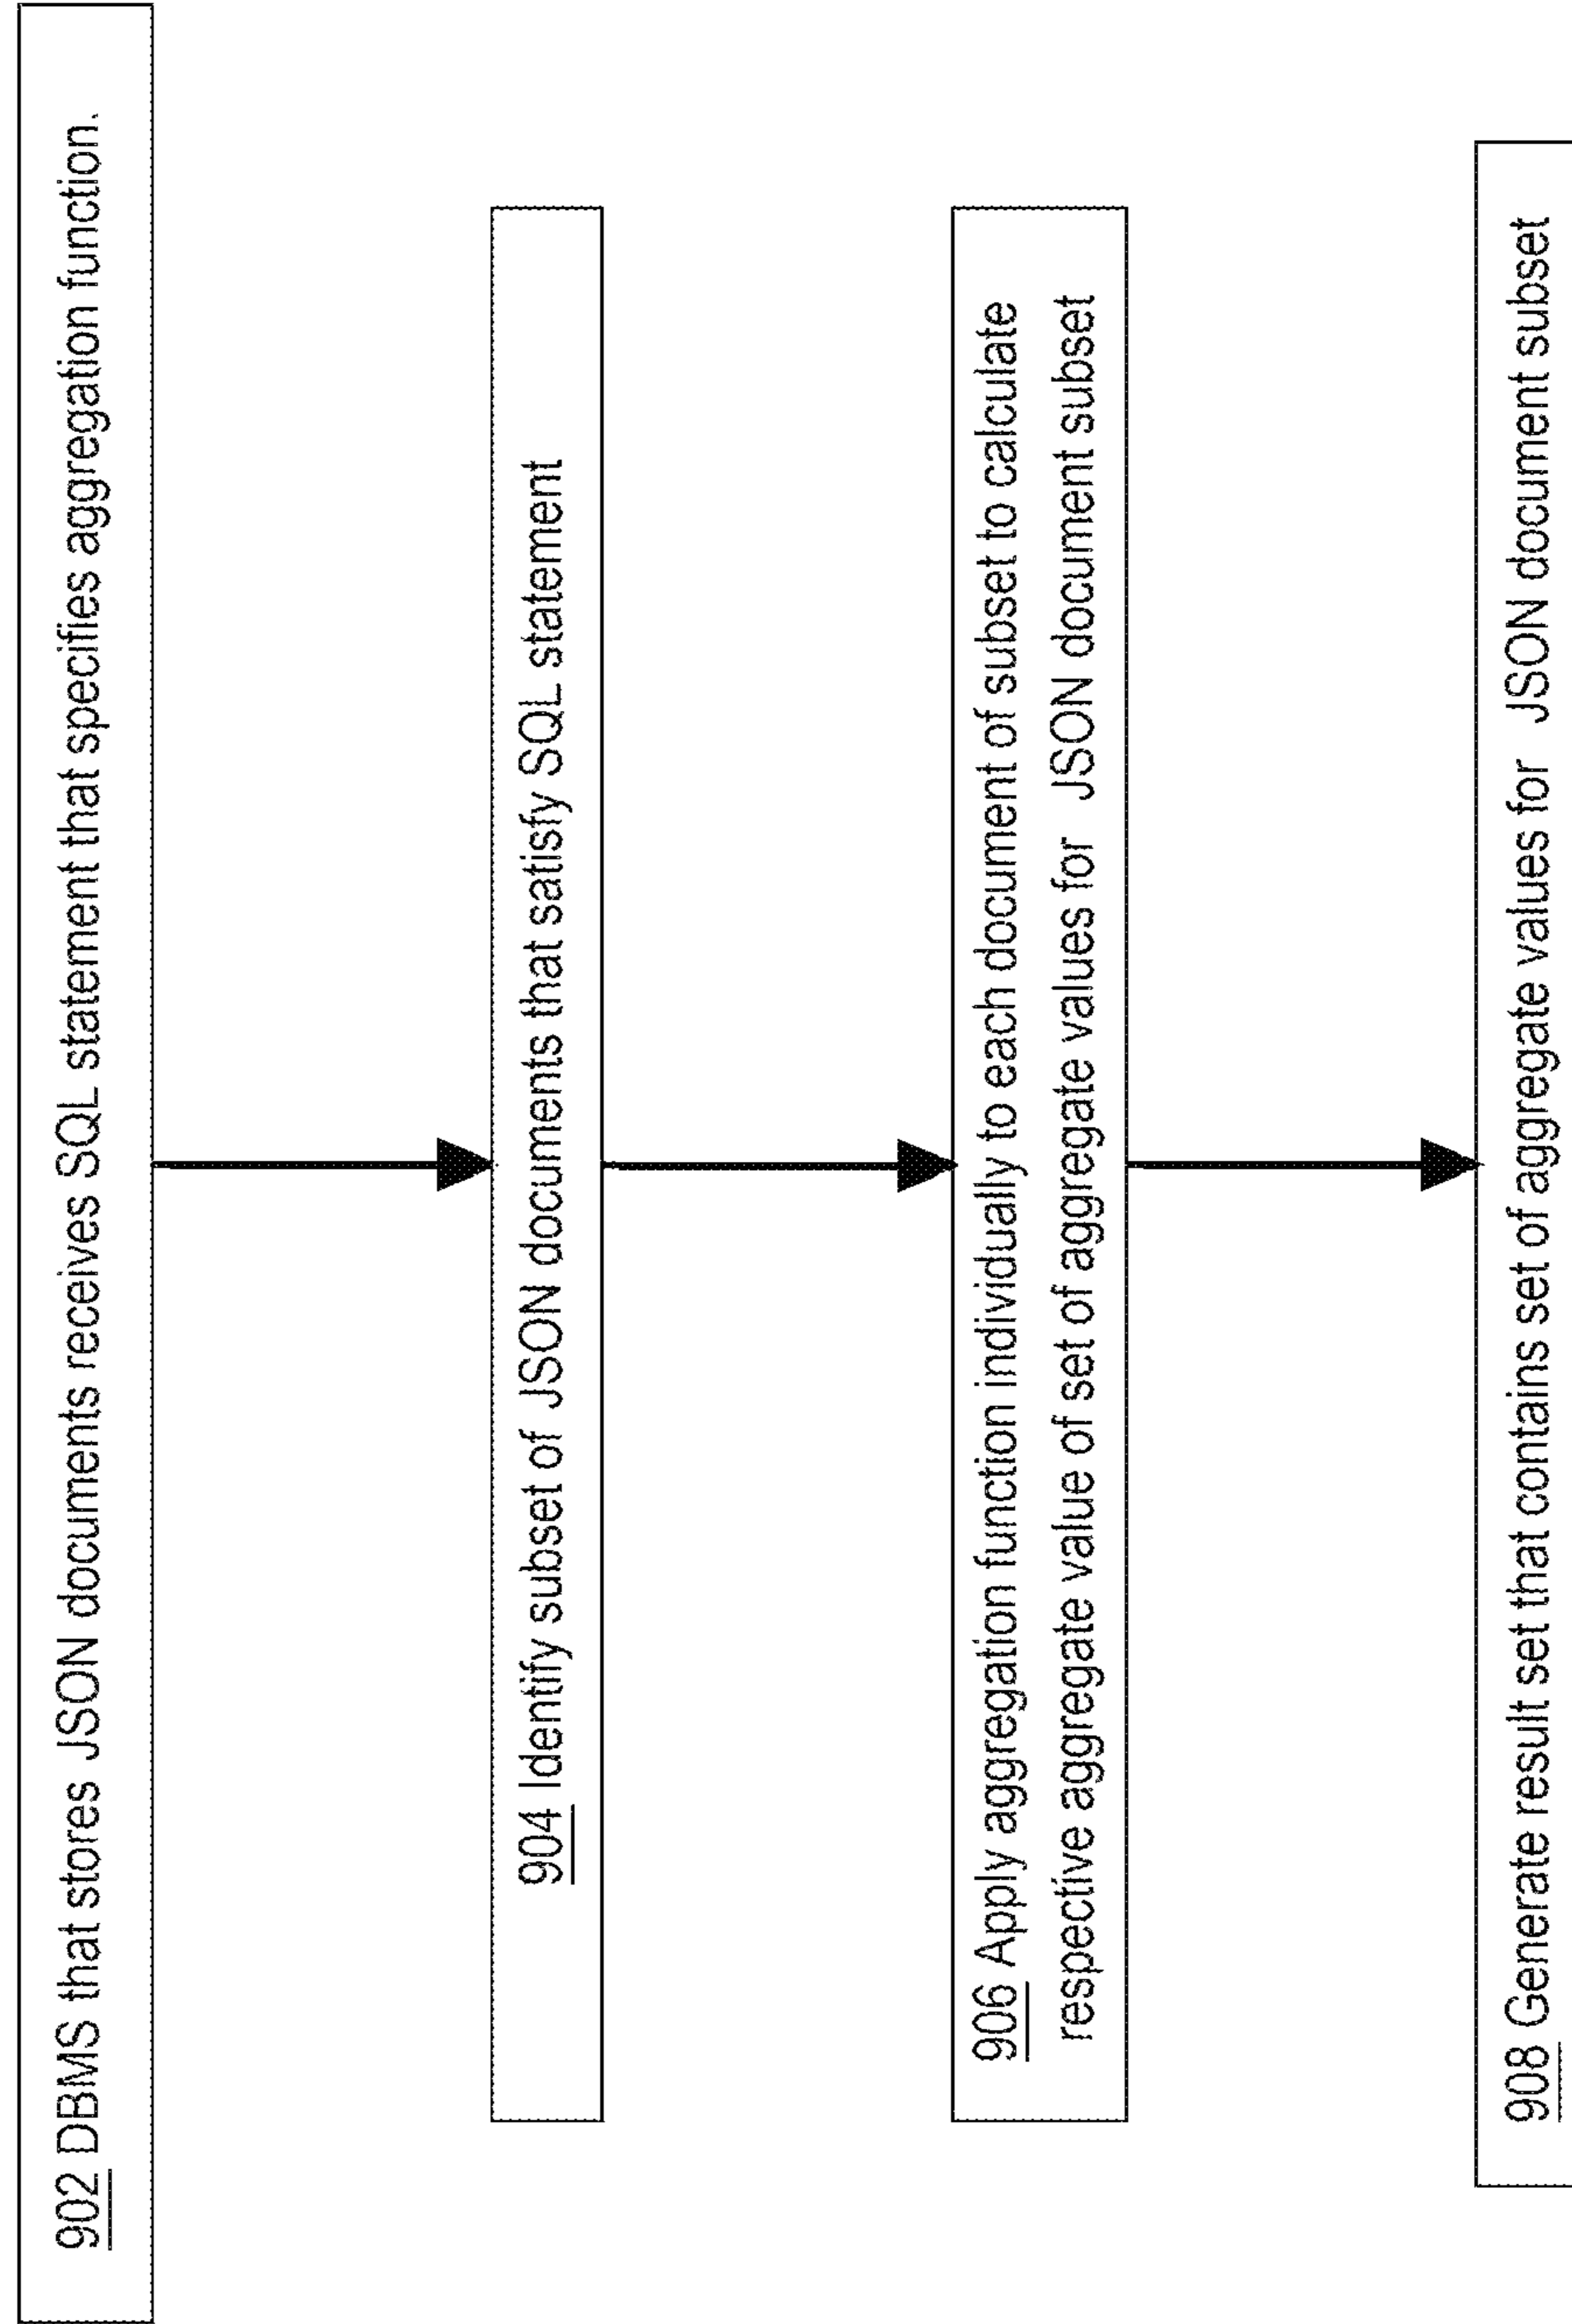 902 DBMS that stores JSON documents receives SQL statement that specifies aggregation function.
904 Identify subset of JSON documents that satisfy SQL statement
906 Apply aggregation function individually to each document of subset to calculate
respective aggregate value of set of aggregate values for JSON document subset
908 Generate result set that contains set of aggregate values for JSON document subset